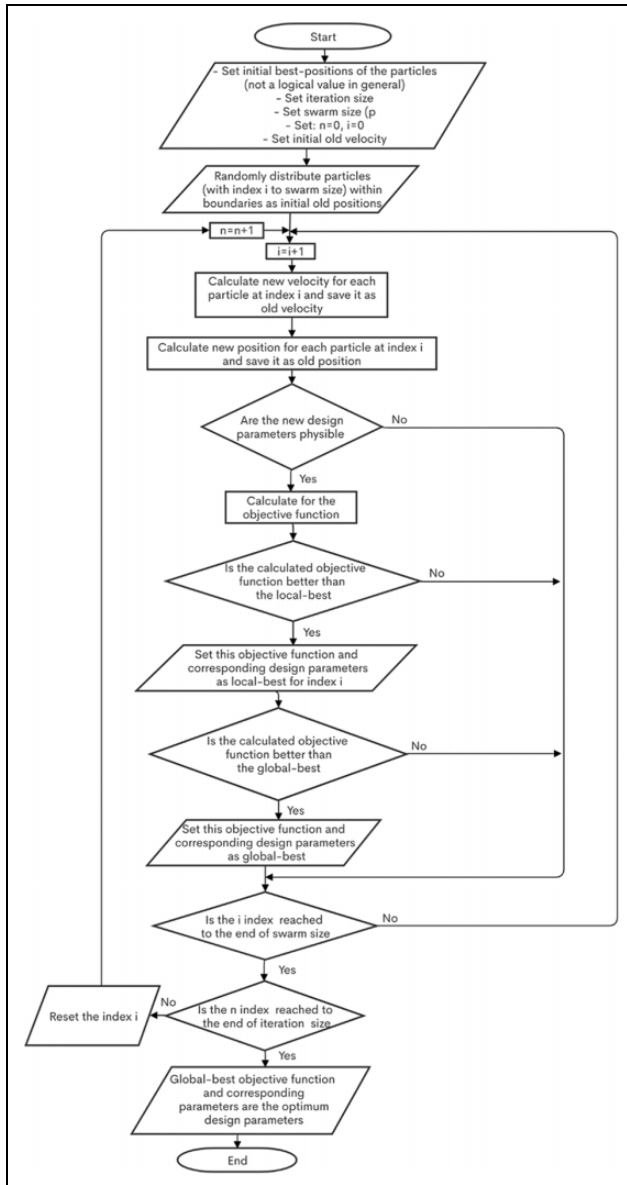 Start
- Set initial best-positions of the particles
(not a logical value in general)
- Set iteration size
- Set swarm size (p
- Set: n=0, i=0
- Set initial old velocity
Randomly distribute particles
(with index i to swarm size) within
boundaries as initial old positions
n=n+1
i=i+1
Calculate new velocity for each
particle at index i and save it as
old velocity
Calculate new position for each particle at index i
and save it as old position
Are the new design
parameters physible
No
Yes
Calculate for the
objective function
Is the calculated objective
function better than
the local-best
No
Yes
Set this objective function and
corresponding design parameters
as local-best for index i
Is the calculated objective
function better than
the global-best
No
Yes
Set this objective function and
corresponding design parameters
as global-best
Is the i index reached
to the end of swarm size
No
Yes
Is the n index reached to
the end of iteration size
No
Reset the index i
Yes
Global-best objective function
and corresponding
parameters are the optimum
design parameters
End